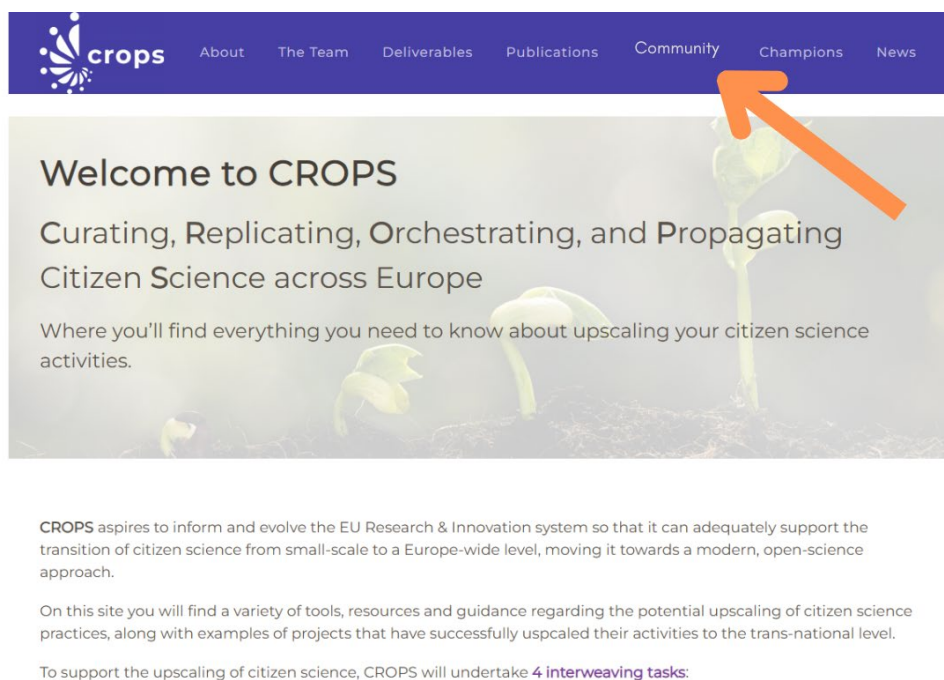 crops About The Team Deliverables Publications Community Champions News
Welcome to CROPS
Curating, Replicating, Orchestrating, and Propagating
Citizen Science across Europe
Where you'll find everything you need to know about upscaling your citizen science
activities.
CROPS aspires to inform and evolve the EU Research & Innovation system so that it can adequately support the
transition of citizen science from small-scale to a Europe-wide level, moving it towards a modern, open-science
approach.
On this site you will find a variety of tools, resources and guidance regarding the potential upscaling of citizen science
practices, along with examples of projects that have successfully uspcaled their activities to the trans-national level.
To support the upscaling of citizen science, CROPS will undertake 4 interweaving tasks: